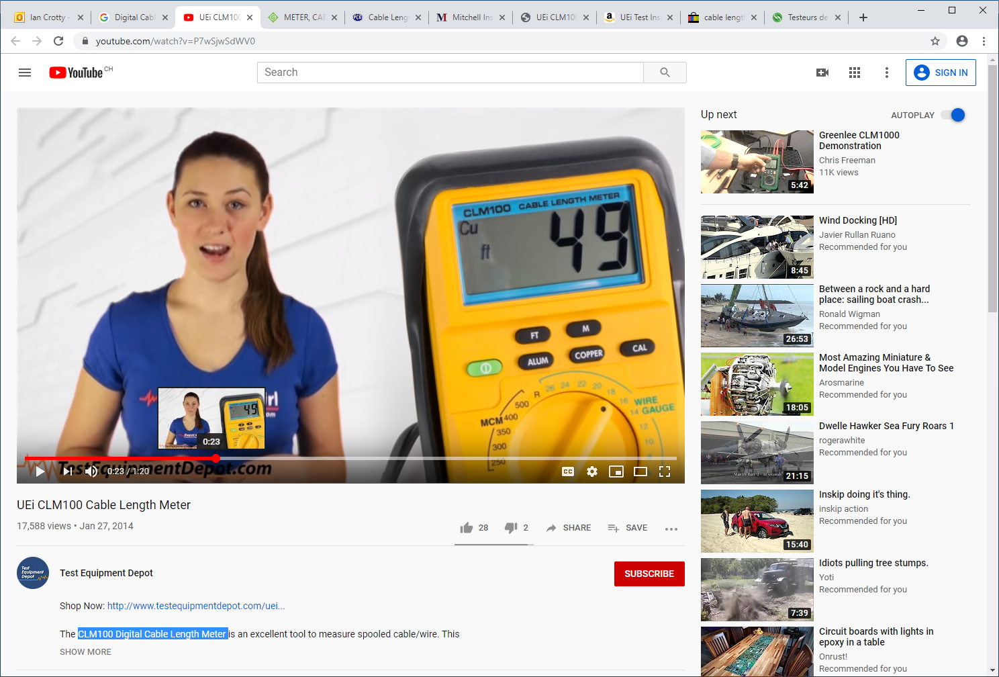 Ian Crotty -
Digital Cabl
UEi CLM100
METER, CAB
Cable Leng
Mitchell Ins
UEi CLM100
UEi Test Ins
cable length
Testeurs de
youtube.com/watch?v=P7wSjwSdWV0
YouTube CH
Search
SIGN IN
CLM100 CABLE LENGTH METER
Cu
49
ft
FT M
ALUM COPPER CAL
R 26 24 22 20 18 16 14 12 10 8
WIRE
GAUGE
500
MCM 400
350
300
250
0:23
TestEquipmentDepot.com
0:23 / 1:20
CC
UEi CLM100 Cable Length Meter
17,588 views • Jan 27, 2014
28 2 SHARE SAVE
Test
Equipment
Depot
Test Equipment Depot
SUBSCRIBE
Shop Now: http://www.testequipmentdepot.com/uei...
The CLM100 Digital Cable Length Meter is an excellent tool to measure spooled cable/wire. This
SHOW MORE
Up next
AUTOPLAY
Greenlee CLM1000
Demonstration
Chris Freeman
11K views
5:42
Wind Docking [HD]
Javier Rullan Ruano
Recommended for you
8:45
Between a rock and a hard
place: sailing boat crash...
Ronald Wigman
Recommended for you
26:53
Most Amazing Miniature &
Model Engines You Have To See
Arosmarine
Recommended for you
18:05
Dwelle Hawker Sea Fury Roars 1
rogerawhite
Recommended for you
21:15
Inskip doing it's thing.
inskip action
Recommended for you
15:40
Idiots pulling tree stumps.
Yoti
Recommended for you
7:39
Circuit boards with lights in
epoxy in a table
Onrust!
Recommended for you